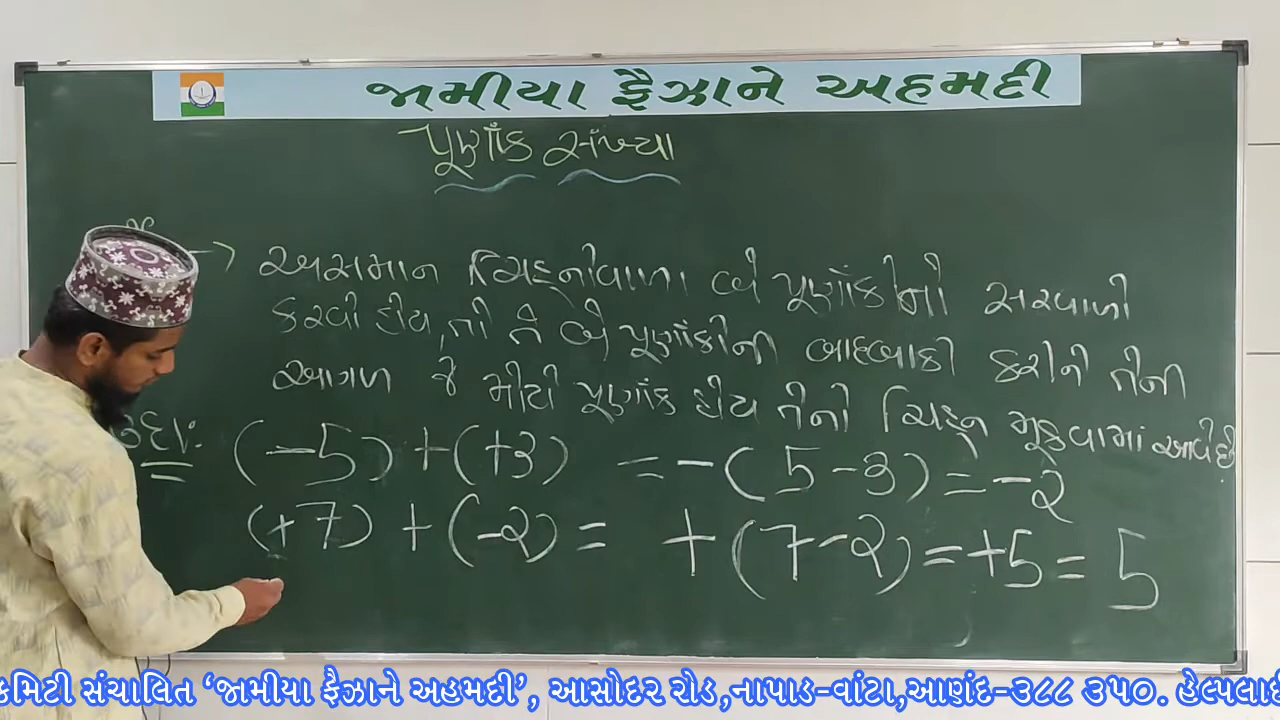 જામીયા ફૈઝાને અહમદી
પૂર્ણાંક સંખ્યા
→ અસમાન ચિહ્નોવાળા બે પૂર્ણાંકોનો સરવાળો
કરવો હોય, તો તે બે પૂર્ણાંકોની બાદબાકી કરીને તેની
આગળ જે મોટો પૂર્ણાંક હોય તેનો ચિહ્ન મૂકવામાં આવે છે.
(-5) + (+3) = -(5-3) = -2
(+7) + (-2) = +(7-2) = +5 = 5
કમિટી સંચાલિત ‘જામીયા ફૈઝાને અહમદી’, આસોદર રોડ,નાપાડ-વાંટા,આણંદ-૩૮૮ ૩૫૦.